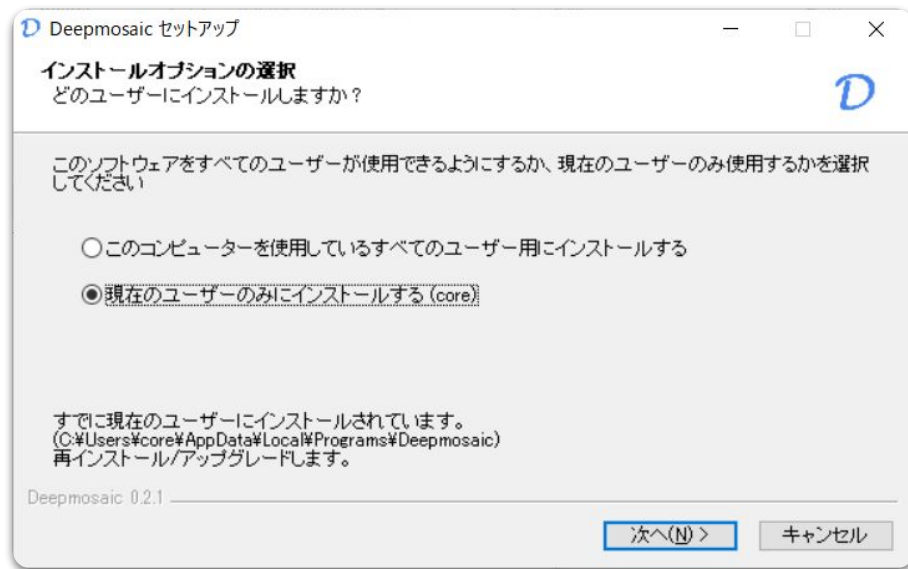 D Deepmosaic セットアップ
インストールオプションの選択
どのユーザーにインストールしますか？
D
このソフトウェアをすべてのユーザーが使用できるようにするか、現在のユーザーのみ使用するかを選択
してください
このコンピューターを使用しているすべてのユーザー用にインストールする
現在のユーザーのみにインストールする (core)
すでに現在のユーザーにインストールされています。
(C:¥Users¥core¥AppData¥Local¥Programs¥Deepmosaic)
再インストール/アップグレードします。
Deepmosaic 0.2.1
次へ(N) >
キャンセル